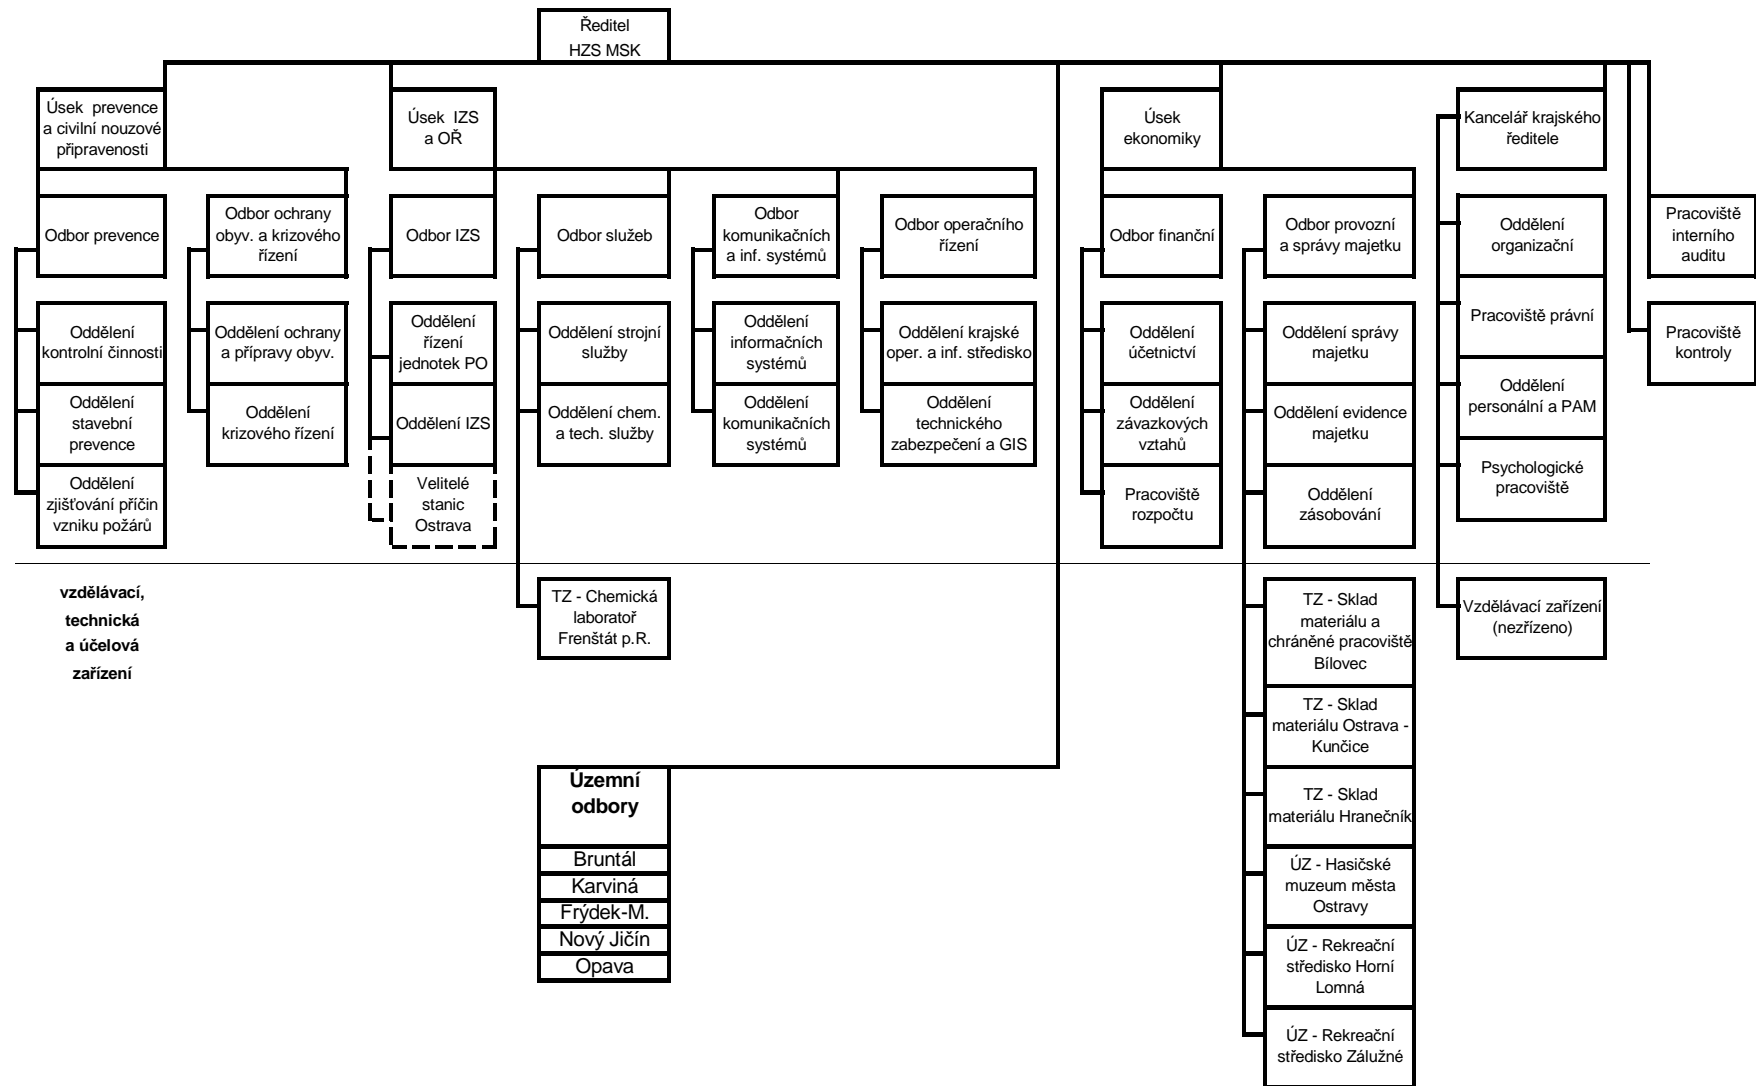 Ředitel
HZS MSK
Úsek prevence
a civilní nouzové
připravenosti
Úsek IZS
a OŘ
Úsek
ekonomiky
Kancelář krajského
ředitele
Odbor prevence
Odbor ochrany
obyv. a krizového
řízení
Odbor IZS
Odbor služeb
Odbor
komunikačních
a inf. systémů
Odbor operačního
řízení
Odbor finanční
Odbor provozní
a správy majetku
Oddělení
organizační
Pracoviště
interního
auditu
Oddělení
kontrolní činnosti
Oddělení ochrany
a přípravy obyv.
Oddělení
řízení
jednotek PO
Oddělení strojní
služby
Oddělení
informačních
systémů
Oddělení krajské
oper. a inf. středisko
Oddělení
účetnictví
Oddělení správy
majetku
Pracoviště právní
Pracoviště
kontroly
Oddělení
stavební
prevence
Oddělení
krizového řízení
Oddělení IZS
Oddělení chem.
a tech. služby
Oddělení
komunikačních
systémů
Oddělení
technického
zabezpečení a GIS
Oddělení
závazkových
vztahů
Oddělení evidence
majetku
Oddělení
personální a PAM
Oddělení
zjišťování příčin
vzniku požárů
Velitelé
stanic
Ostrava
Pracoviště
rozpočtu
Oddělení
zásobování
Psychologické
pracoviště
vzdělávací,
technická
a účelová
zařízení
TZ - Chemická
laboratoř
Frenštát p.R.
TZ - Sklad
materiálu a
chráněné pracoviště
Bílovec
Vzdělávací zařízení
(nezřízeno)
TZ - Sklad
materiálu Ostrava -
Kunčice
Územní
odbory
TZ - Sklad
materiálu Hranečník
Bruntál
Karviná
Frýdek-M.
Nový Jičín
Opava
ÚZ - Hasičské
muzeum města
Ostravy
ÚZ - Rekreační
středisko Horní
Lomná
ÚZ - Rekreační
středisko Zálužné